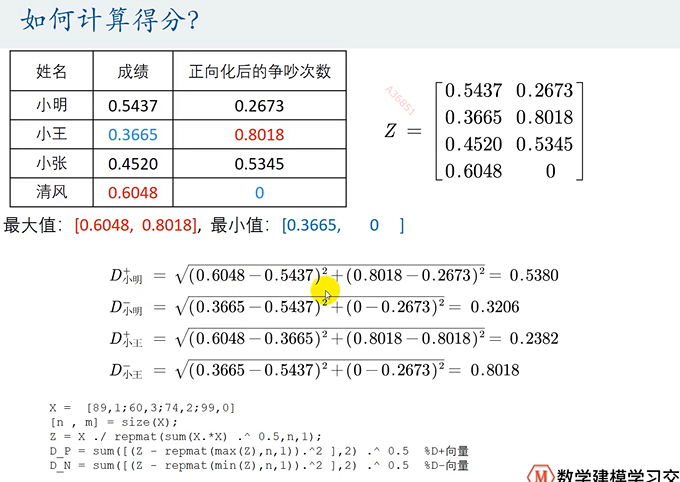 如何计算得分?
姓名 成绩 正向化后的争吵次数
小明 0.5437 0.2673
小王 0.3665 0.8018
小张 0.4520 0.5345
清风 0.6048 0
A36851
Z = [0.5437 0.2673
0.3665 0.8018
0.4520 0.5345
0.6048 0]
最大值：[0.6048, 0.8018], 最小值：[0.3665, 0 ]
D⁺小明 = √(0.6048−0.5437)²+(0.8018−0.2673)² = 0.5380
D⁻小明 = √(0.3665−0.5437)²+(0−0.2673)² = 0.3206
D⁺小王 = √(0.6048−0.3665)²+(0.8018−0.8018)² = 0.2382
D⁻小王 = √(0.3665−0.5437)²+(0−0.2673)² = 0.8018
X = [89,1;60,3;74,2;99,0]
[n , m] = size(X);
Z = X ./ repmat(sum(X.*X) .^ 0.5,n,1);
D_P = sum([(Z - repmat(max(Z),n,1)).^2 ],2) .^ 0.5 %D+向量
D_N = sum([(Z - repmat(min(Z),n,1)).^2 ],2) .^ 0.5 %D-向量
M 数学建模学习交